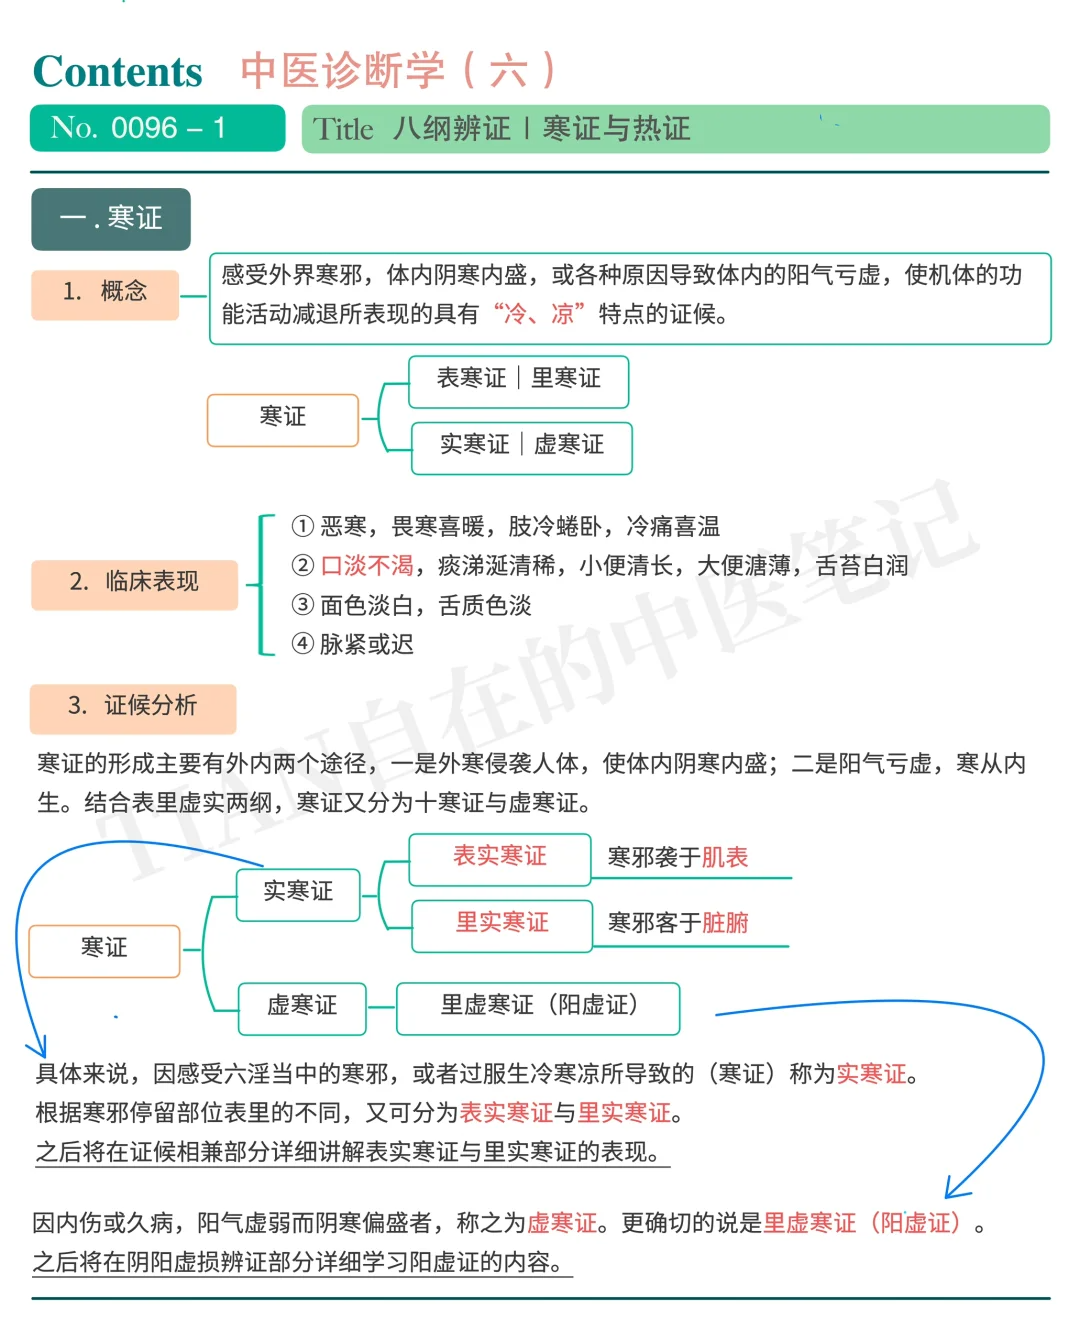 Contents 中医诊断学（六）
No. 0096 – 1
Title 八纲辨证 | 寒证与热证
一 . 寒证
1. 概念
感受外界寒邪，体内阴寒内盛，或各种原因导致体内的阳气亏虚，使机体的功
能活动减退所表现的具有“冷、凉”特点的证候。
寒证
表寒证｜里寒证
实寒证｜虚寒证
2. 临床表现
① 恶寒，畏寒喜暖，肢冷蜷卧，冷痛喜温
② 口淡不渴，痰涕涎清稀，小便清长，大便溏薄，舌苔白润
③ 面色淡白，舌质色淡
④ 脉紧或迟
3. 证候分析
寒证的形成主要有外内两个途径，一是外寒侵袭人体，使体内阴寒内盛；二是阳气亏虚，寒从内
生。结合表里虚实两纲，寒证又分为十寒证与虚寒证。
寒证
实寒证
表实寒证 寒邪袭于肌表
里实寒证 寒邪客于脏腑
虚寒证
里虚寒证（阳虚证）
具体来说，因感受六淫当中的寒邪，或者过服生冷寒凉所导致的（寒证）称为实寒证。
根据寒邪停留部位表里的不同，又可分为表实寒证与里实寒证。
之后将在证候相兼部分详细讲解表实寒证与里实寒证的表现。
因内伤或久病，阳气虚弱而阴寒偏盛者，称之为虚寒证。更确切的说是里虚寒证（阳虚证）。
之后将在阴阳虚损辨证部分详细学习阳虚证的内容。
TIAN自在的中医笔记